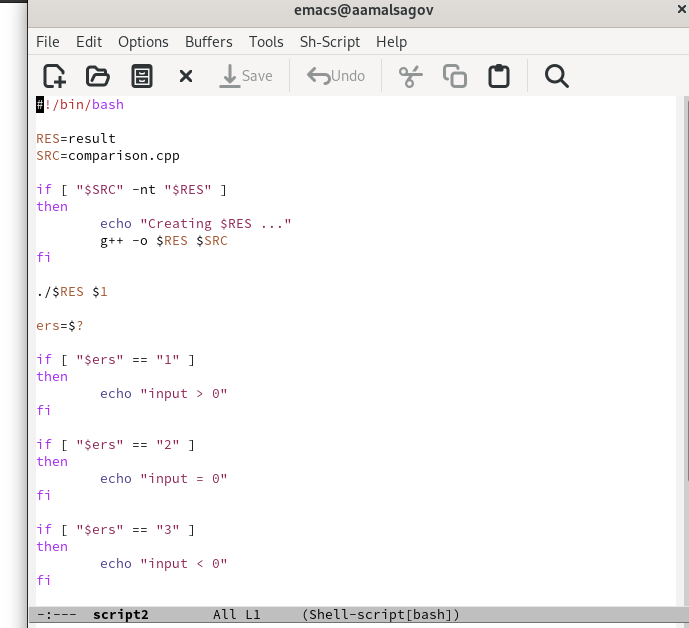 emacs@aamalsagov
File Edit Options Buffers Tools Sh-Script Help
Save Undo
#!/bin/bash
RES=result
SRC=comparison.cpp
if [ "$SRC" -nt "$RES" ]
then
echo "Creating $RES ..."
g++ -o $RES $SRC
fi
./$RES $1
ers=$?
if [ "$ers" == "1" ]
then
echo "input > 0"
fi
if [ "$ers" == "2" ]
then
echo "input = 0"
fi
if [ "$ers" == "3" ]
then
echo "input < 0"
fi
-:--- script2 All L1 (Shell-script[bash])